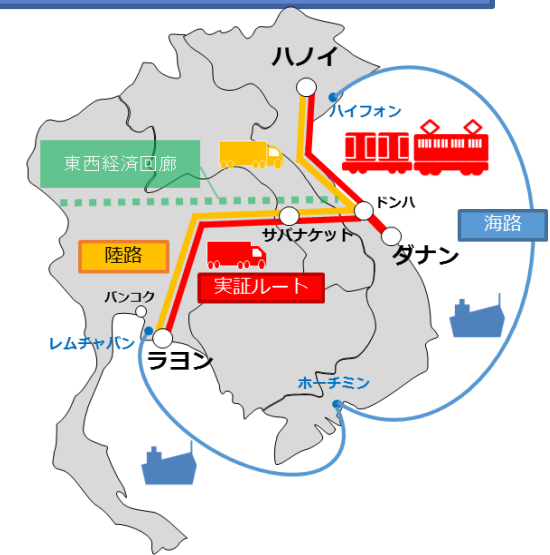 ハノイ
ハイフォン
東西経済回廊
ドンハ
海路
サバナケット
ダナン
陸路
実証ルート
バンコク
レムチャバン
ラヨン
ホーチミン